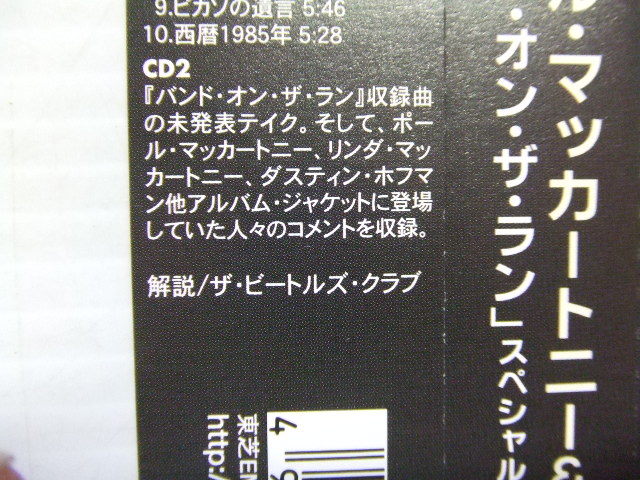 9.ピカソの遺言 5:46
10.西暦1985年 5:28
CD2
『バンド・オン・ザ・ラン』収録曲
の未発表テイク。そして、ポー
ル・マッカートニー、リンダ・マッ
カートニー、ダスティン・ホフマ
ン他アルバム・ジャケットに登場
していた人々のコメントを収録。
解説/ザ・ビートルズ・クラブ
ル・マッカートニー
・オン・ザ・ラン」スペシャル
東芝EM
http:/
4